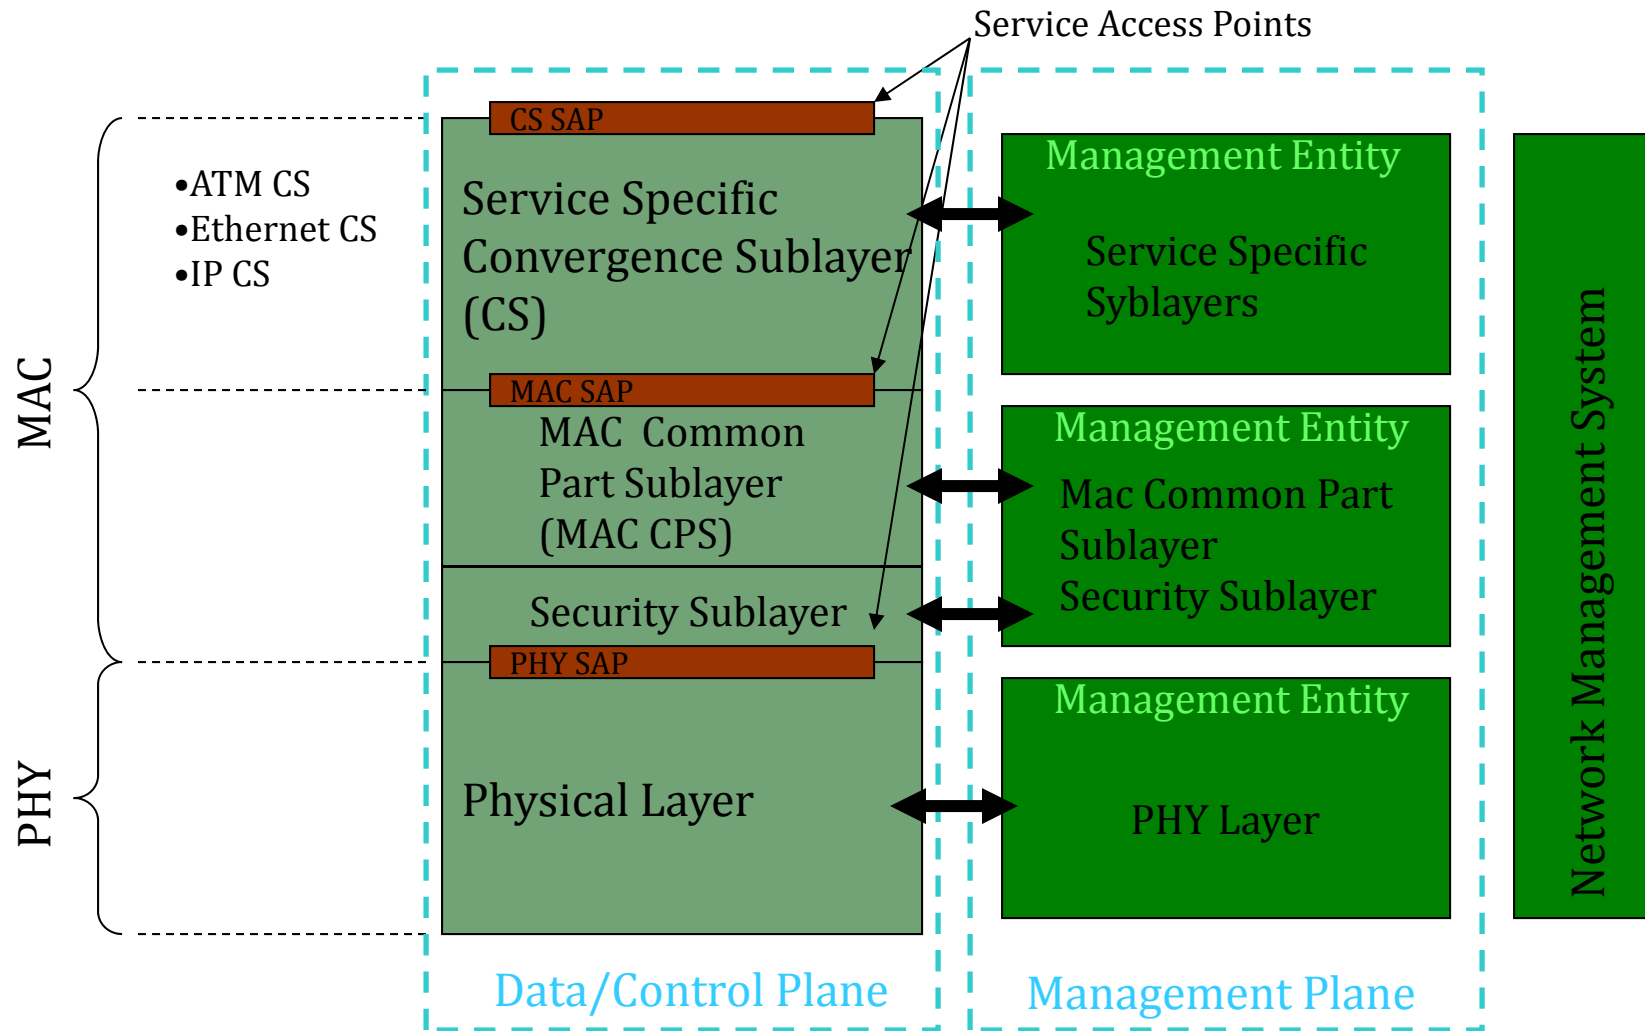 Service Access Points
MAC
PHY
•ATM CS
•Ethernet CS
•IP CS
CS SAP
Service Specific
Convergence Sublayer
(CS)
MAC SAP
MAC Common
Part Sublayer
(MAC CPS)
Security Sublayer
PHY SAP
Physical Layer
Data/Control Plane
Management Entity
Service Specific
Syblayers
Management Entity
Mac Common Part
Sublayer
Security Sublayer
Management Entity
PHY Layer
Management Plane
Network Management System